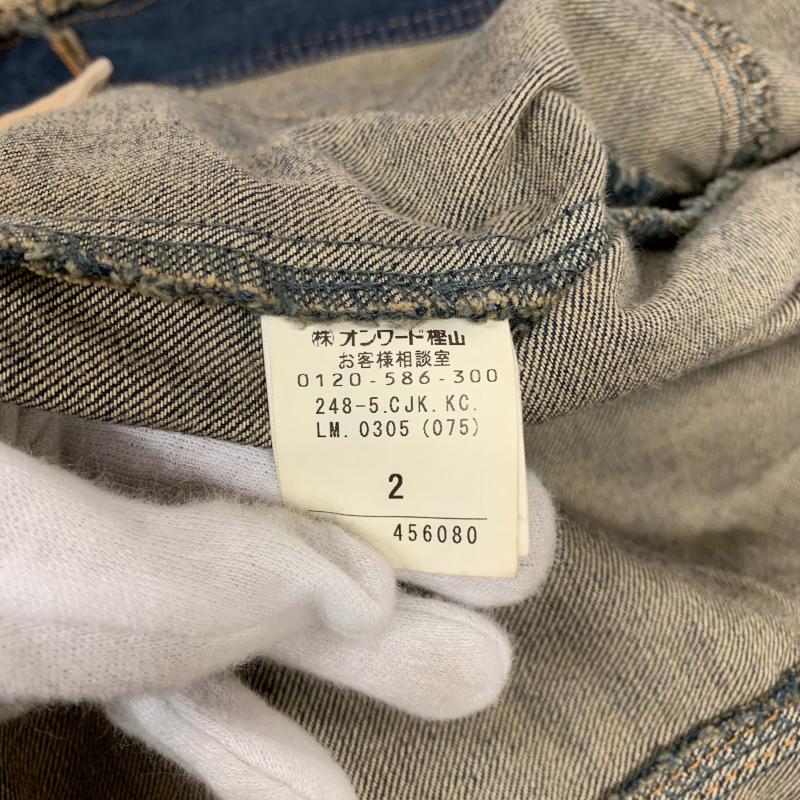 ㈱オンワード樫山
お客様相談室
0120-586-300
248-5.CJK.KC.
LM.0305(075)
2
456080